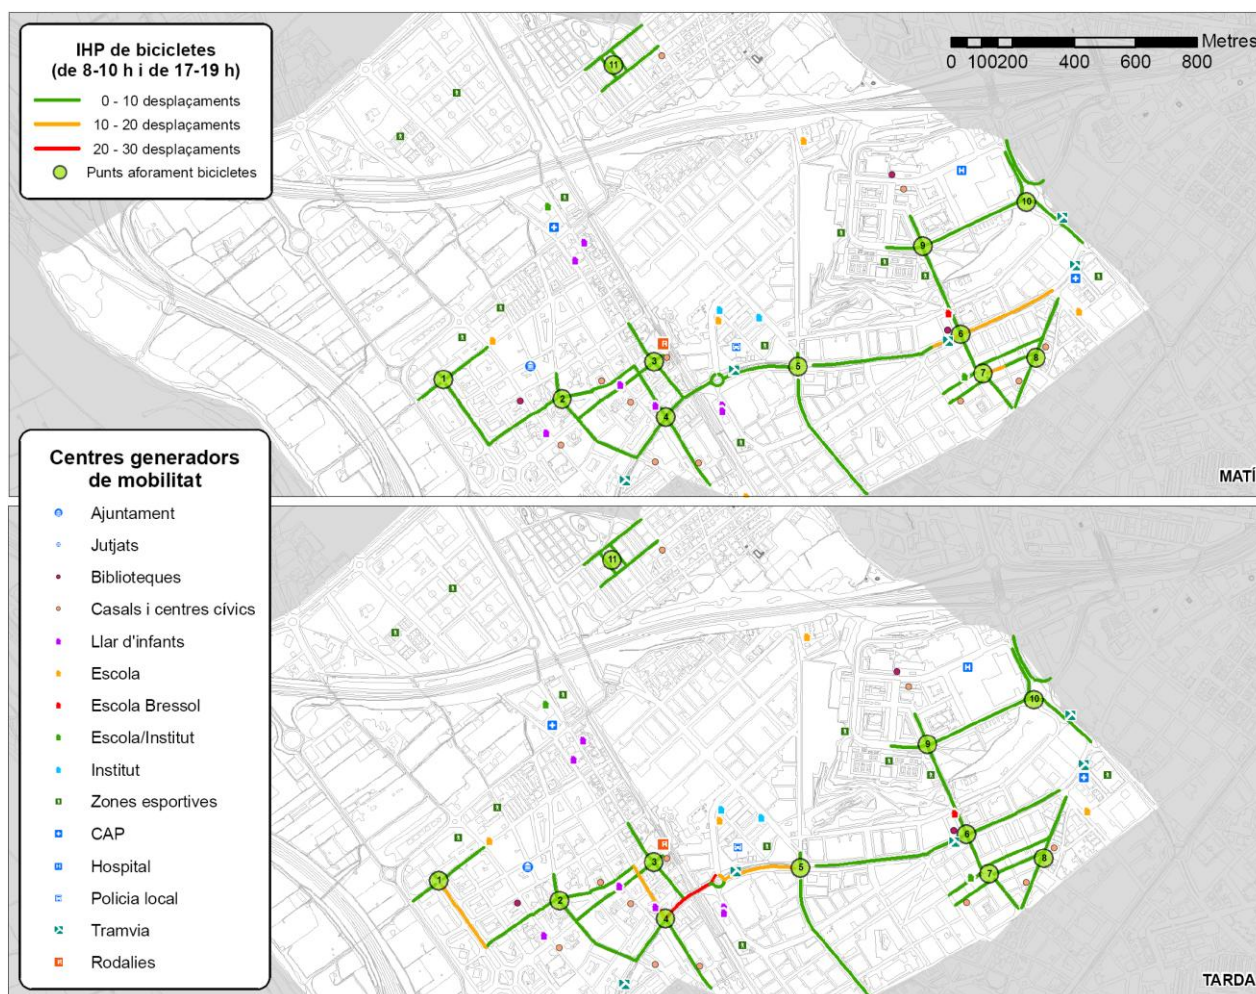 IHP de bicicletes
(de 8-10 h i de 17-19 h)
0 - 10 desplaçaments
10 - 20 desplaçaments
20 - 30 desplaçaments
Punts aforament bicicletes
Metres
0 100 200 400 600 800
11
10
9
6
3
5
8
7
1
2
4
MATÍ
Centres generadors
de mobilitat
Ajuntament
Jutjats
Biblioteques
Casals i centres cívics
Llar d'infants
Escola
Escola Bressol
Escola/Institut
Institut
Zones esportives
CAP
Hospital
Policia local
Tramvia
Rodalies
11
10
9
6
3
5
8
7
1
2
4
TARDA